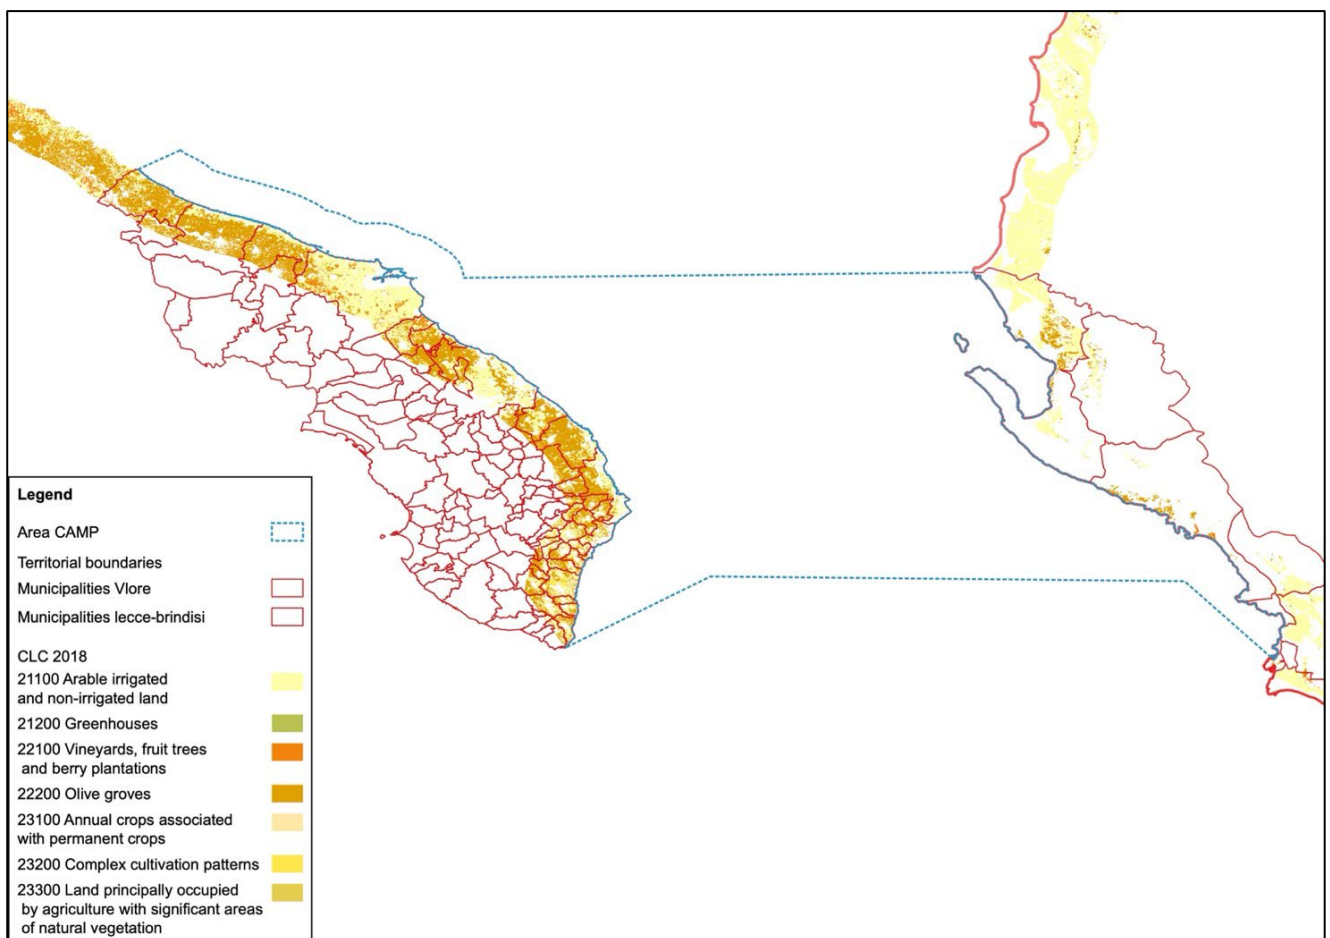 Legend
Area CAMP
Territorial boundaries
Municipalities Vlore
Municipalities lecce-brindisi
CLC 2018
21100 Arable irrigated
and non-irrigated land
21200 Greenhouses
22100 Vineyards, fruit trees
and berry plantations
22200 Olive groves
23100 Annual crops associated
with permanent crops
23200 Complex cultivation patterns
23300 Land principally occupied
by agriculture with significant areas
of natural vegetation